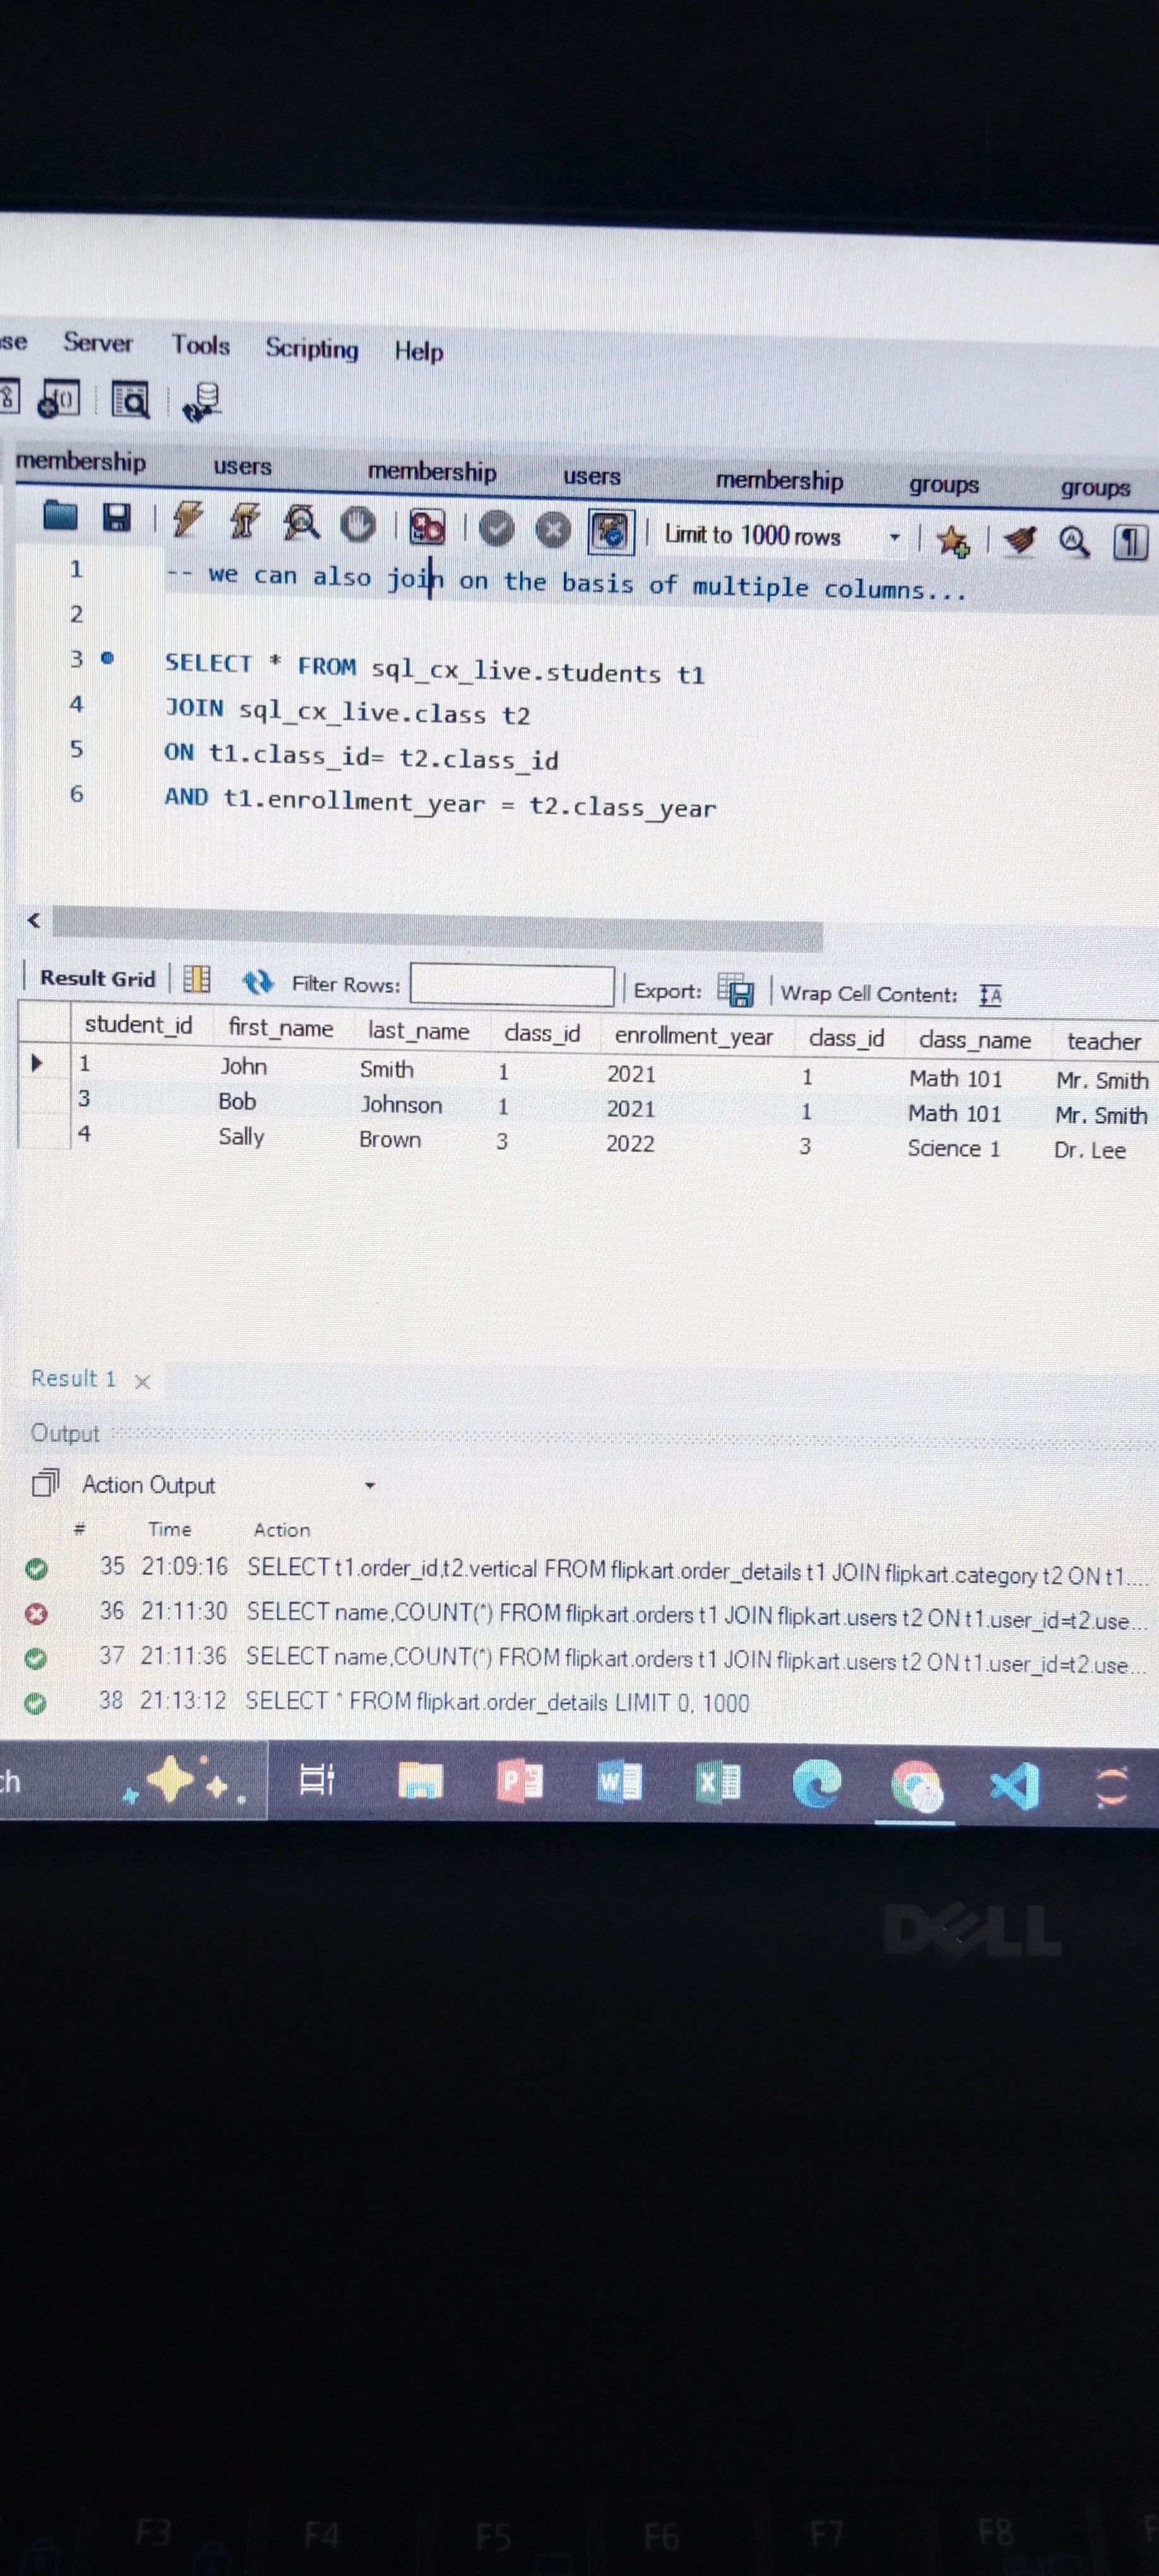 Server Tools Scripting Help
membership users membership users membership groups groups
Limit to 1000 rows
1 -- we can also join on the basis of multiple columns...
2
3 SELECT * FROM sql_cx_live.students t1
4 JOIN sql_cx_live.class t2
5 ON t1.class_id= t2.class_id
6 AND t1.enrollment_year = t2.class_year
Result Grid Filter Rows: Export: Wrap Cell Content:
student_id first_name last_name class_id enrollment_year class_id class_name teacher
1 John Smith 1 2021 1 Math 101 Mr. Smith
3 Bob Johnson 1 2021 1 Math 101 Mr. Smith
4 Sally Brown 3 2022 3 Science 1 Dr. Lee
Result 1
Output
Action Output
# Time Action
35 21:09:16 SELECT t1.order_id,t2.vertical FROM flipkart.order_details t1 JOIN flipkart.category t2 ON t1....
36 21:11:30 SELECT name,COUNT(*) FROM flipkart.orders t1 JOIN flipkart.users t2 ON t1.user_id=t2.use...
37 21:11:36 SELECT name,COUNT(*) FROM flipkart.orders t1 JOIN flipkart.users t2 ON t1.user_id=t2.use...
38 21:13:12 SELECT * FROM flipkart.order_details LIMIT 0, 1000
DELL
F3 F4 F5 F6 F7 F8